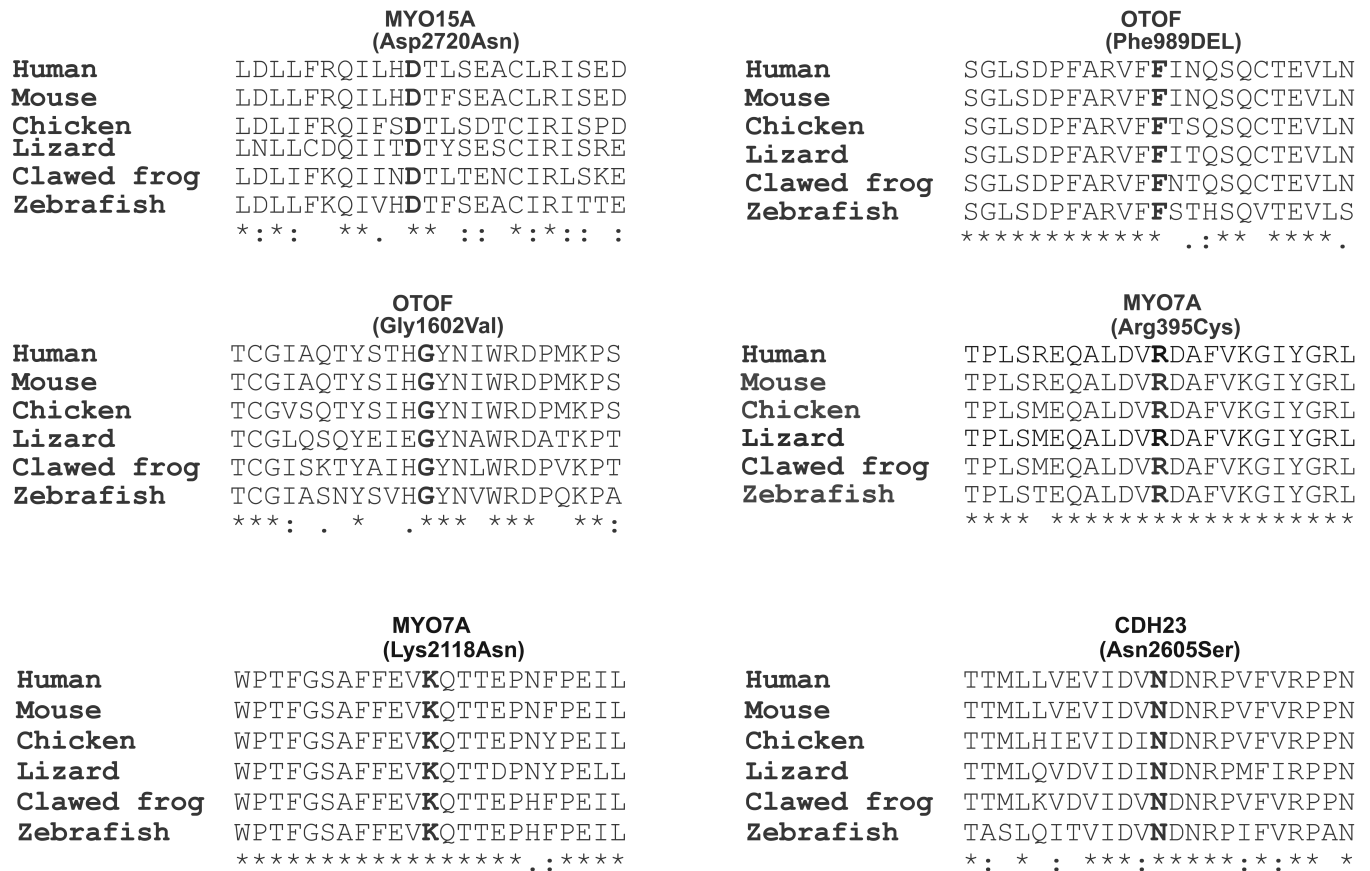 MYO15A
(Asp2720Asn)
Human LDLLFRQILHDTLSEACLRISED
Mouse LDLLFRQILHDTFSEACLRISED
Chicken LDLIFRQIFSDTLSDTCIRISPD
Lizard LNLLCDQIITDTYSESCIRISRE
Clawed frog LDLIFKQIINDTLTENCIRLSKE
Zebrafish LDLLFKQIVHDTFSEACIRITTE
*:*: **. ** :: *:*:: :
OTOF
(Phe989DEL)
Human SGLSDPFARVFFINQSQCTEVLN
Mouse SGLSDPFARVFFINQSQCTEVLN
Chicken SGLSDPFARVFFTSQSQCTEVLN
Lizard SGLSDPFARVFFITQSQCTEVLN
Clawed frog SGLSDPFARVFFNTQSQCTEVLN
Zebrafish SGLSDPFARVFFSTHSQVTEVLS
************ .:** ****.
OTOF
(Gly1602Val)
Human TCGIAQTYSTHGYNIWRDPMKPS
Mouse TCGIAQTYSIHGYNIWRDPMKPS
Chicken TCGVSQTYSIHGYNIWRDPMKPS
Lizard TCGLQSQYEIEGYNAWRDATKPT
Clawed frog TCGISKTYAIHGYNLWRDPVKPT
Zebrafish TCGIASNYSVHGYNVWRDPQKPA
***: . * .*** *** **:
MYO7A
(Arg395Cys)
Human TPLSREQALDVRDAFVKGIYGRL
Mouse TPLSREQALDVRDAFVKGIYGRL
Chicken TPLSMEQALDVRDAFVKGIYGRL
Lizard TPLSMEQALDVRDAFVKGIYGRL
Clawed frog TPLSMEQALDVRDAFVKGIYGRL
Zebrafish TPLSTEQALDVRDAFVKGIYGRL
**** ******************
MYO7A
(Lys2118Asn)
Human WPTFGSAFFEVKQTTEPNFPEIL
Mouse WPTFGSAFFEVKQTTEPNFPEIL
Chicken WPTFGSAFFEVKQTTEPNYPEIL
Lizard WPTFGSAFFEVKQTTDPNYPELL
Clawed frog WPTFGSAFFEVKQTTEPHFPEIL
Zebrafish WPTFGSAFFEVKQTTEPHFPEIL
*****************.:****
CDH23
(Asn2605Ser)
Human TTMLLVEVIDVNDNRPVFVRPPN
Mouse TTMLLVEVIDVNDNRPVFVRPPN
Chicken TTMLHIEVIDINDNRPVFVRPPN
Lizard TTMLQVDVIDINDNRPMFIRPPN
Clawed frog TTMLKVDVIDVNDNRPVFVRPPN
Zebrafish TASLQITVIDVNDNRPIFVRPAN
*: * : ***:*****:*:** *